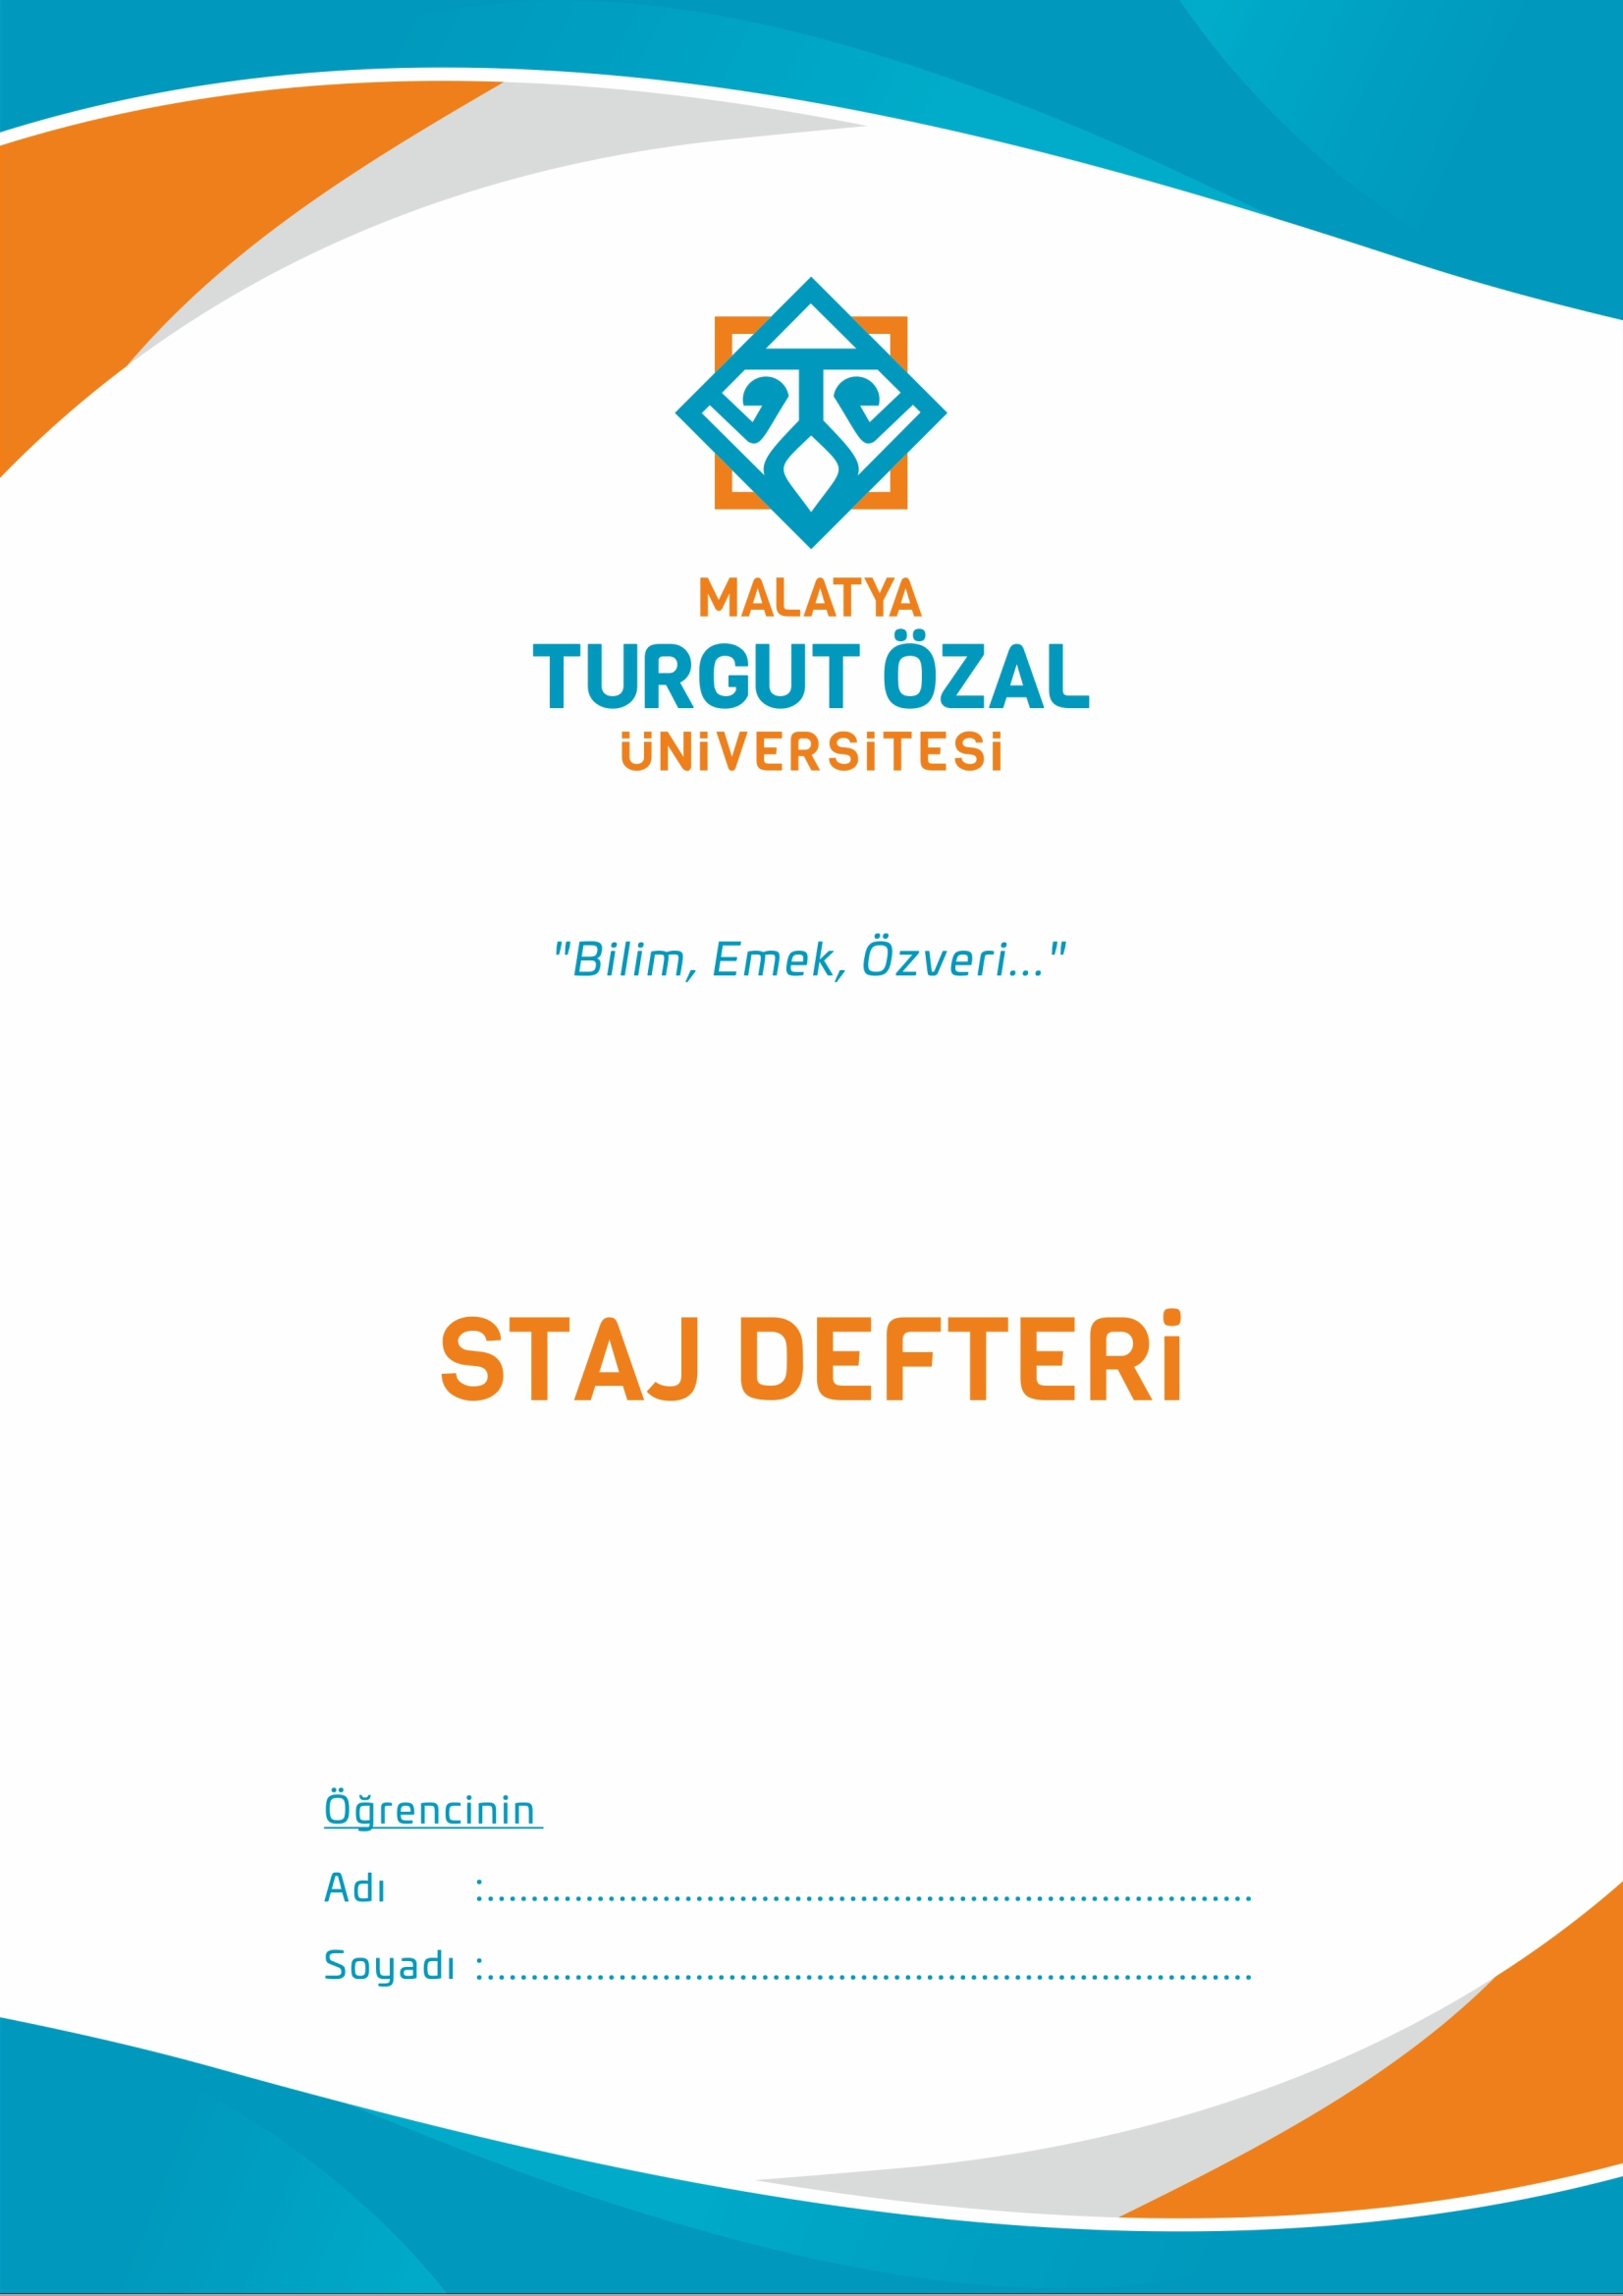 MALATYA
TURGUT ÖZAL
ÜNİVERSİTESİ
"Bilim, Emek, Özveri..."
STAJ DEFTERİ
Öğrencinin
Adı :......................................................................
Soyadı :......................................................................